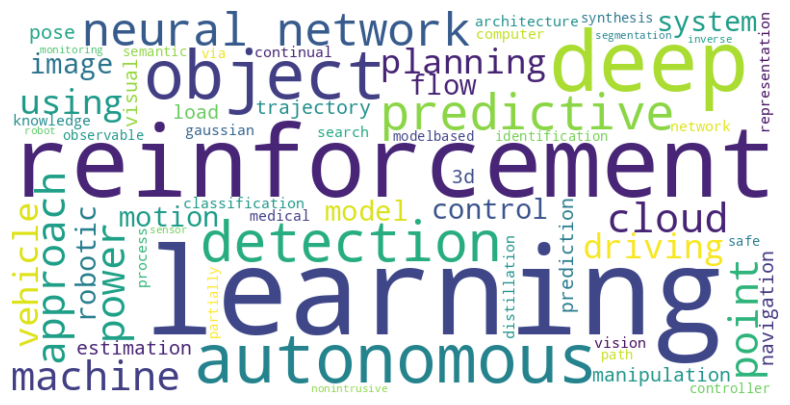 pose
neural network
architecture
synthesis
system
representation
computer
segmentation
inverse
monitoring
semantic
via
continual
image
visual
object
planning
deep
flow
using
load
trajectory
predictive
knowledge
observable
gaussian
search
modelbased
identification
network
robot
reinforcement
3d
classification
motion
medical
model
control
cloud
vehicle
approach
robotic
power
process
sensor
detection
partially
distillation
prediction
driving
safe
navigation
point
learning
estimation
autonomous
vision
path
manipulation
machine
nonintrusive
controller